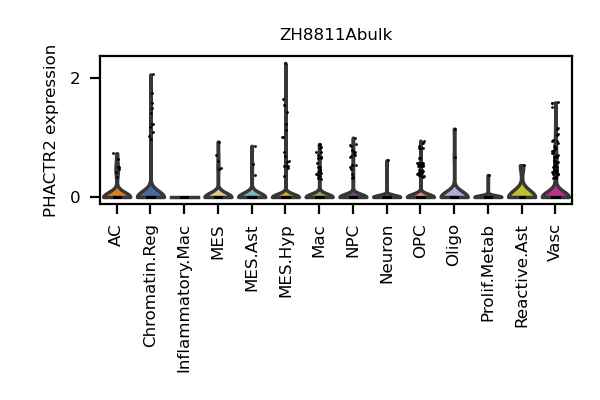 ZH8811Abulk
PHACTR2 expression
2
0
AC
Chromatin.Reg
Inflammatory.Mac
MES
MES.Ast
MES.Hyp
Mac
NPC
Neuron
OPC
Oligo
Prolif.Metab
Reactive.Ast
Vasc